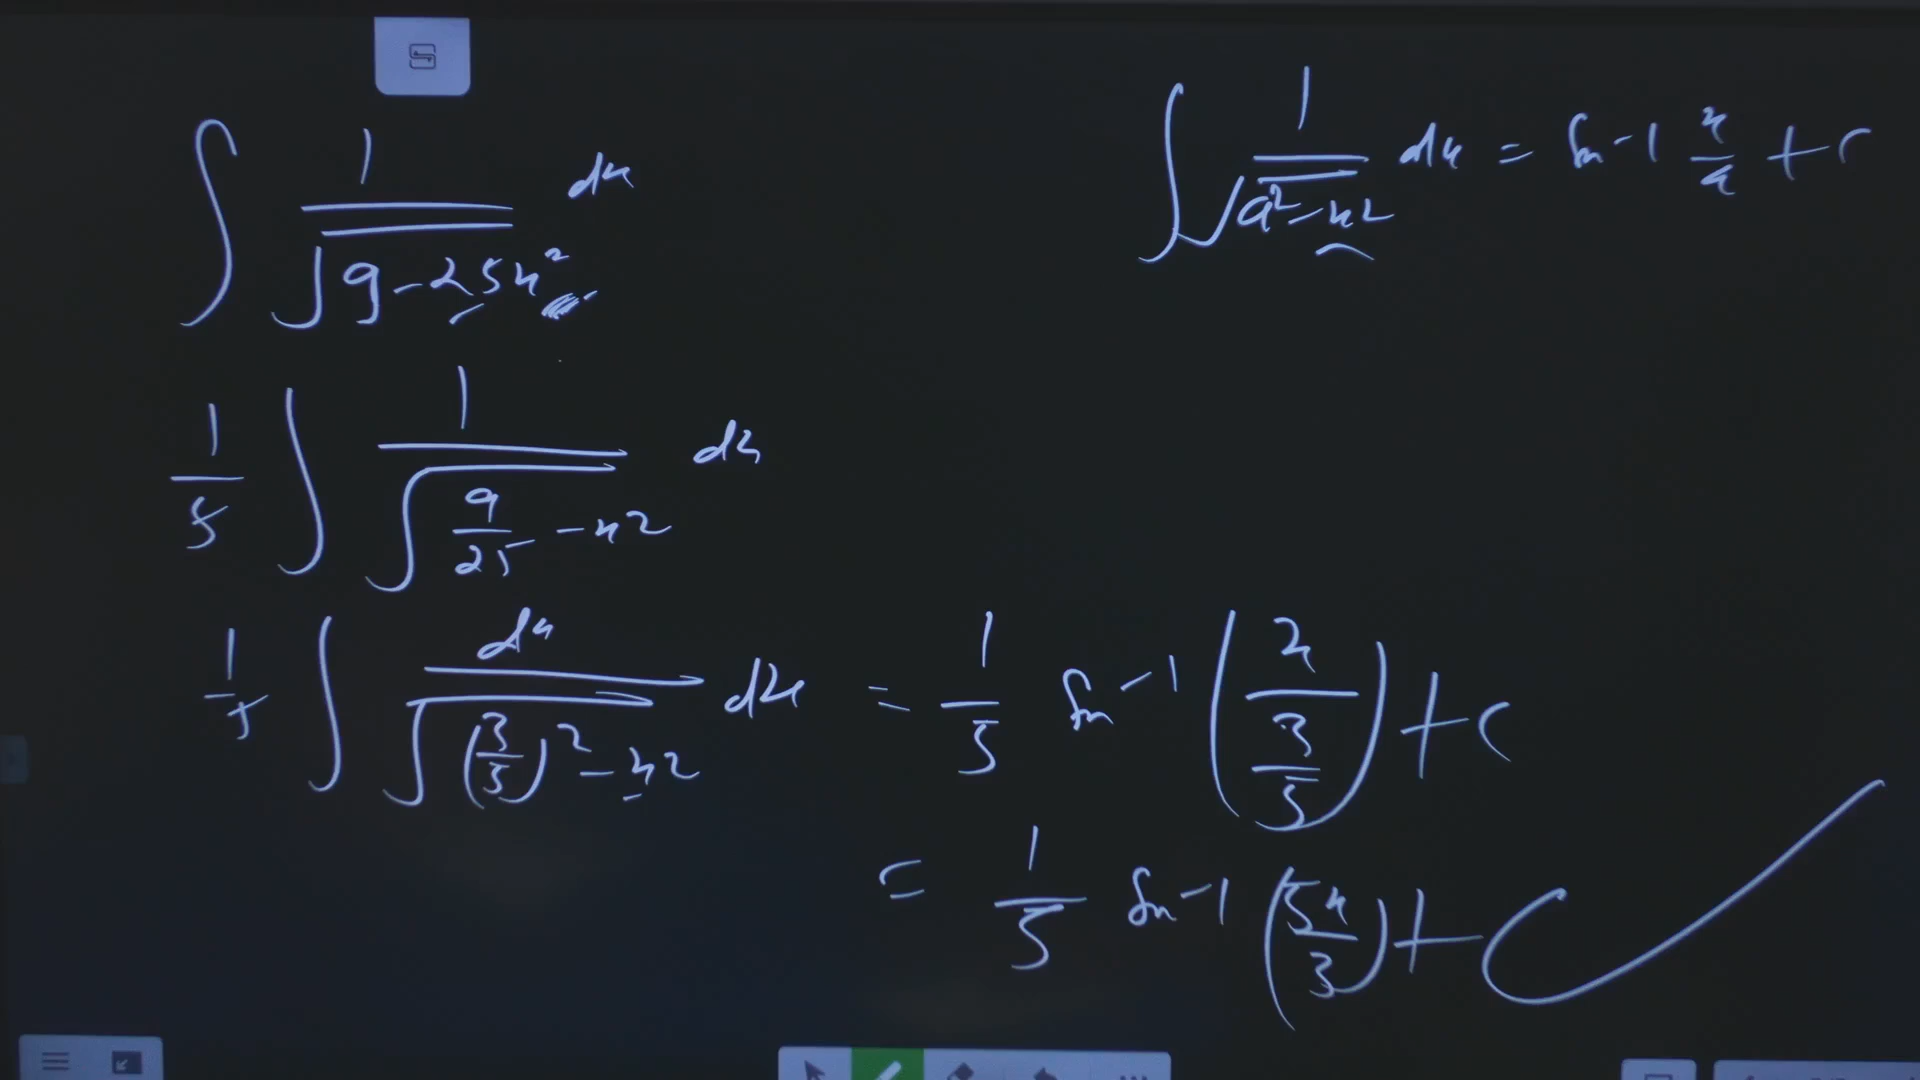 ∫ 1/√(9-25x²) dx
∫ 1/√(a²-x²) dx = sin-1 x/a + c
1/5 ∫ 1/√(9/25 - x2) dx
1/5 ∫ dx/√((3/5)2 - x2) dx = 1/5 sin-1 (x/(3/5)) + c
= 1/5 sin-1 (5x/3) + C